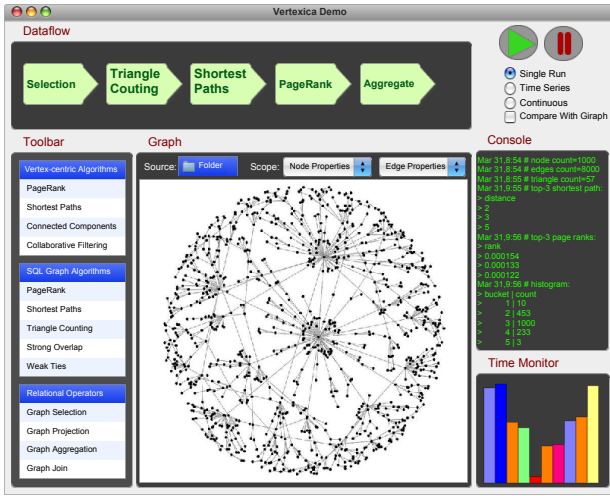 Vertexica Demo
Dataflow
Selection
Triangle
Couting
Shortest
Paths
PageRank
Aggregate
Single Run
Time Series
Continuous
Compare With Giraph
Toolbar
Vertex-centric Algorithms
PageRank
Shortest Paths
Connected Components
Collaborative Filtering
SQL Graph Algorithms
PageRank
Shortest Paths
Triangle Counting
Strong Overlap
Weak Ties
Relational Operators
Graph Selection
Graph Projection
Graph Aggregation
Graph Join
Graph
Source: Folder Scope: Node Properties Edge Properties
Console
Mar 31,8:54 # node count=1000
Mar 31,8:54 # edges count=8000
Mar 31,8:55 # triangle count=57
Mar 31,9:55 # top-3 shortest path:
> distance
> 2
> 3
> 5
Mar 31,9:56 # top-3 page ranks:
> rank
> 0.000154
> 0.000133
> 0.000122
Mar 31,9:56 # histogram:
> bucket | count
> 1 | 10
> 2 | 453
> 3 | 1000
> 4 | 233
> 5 | 3
Time Monitor